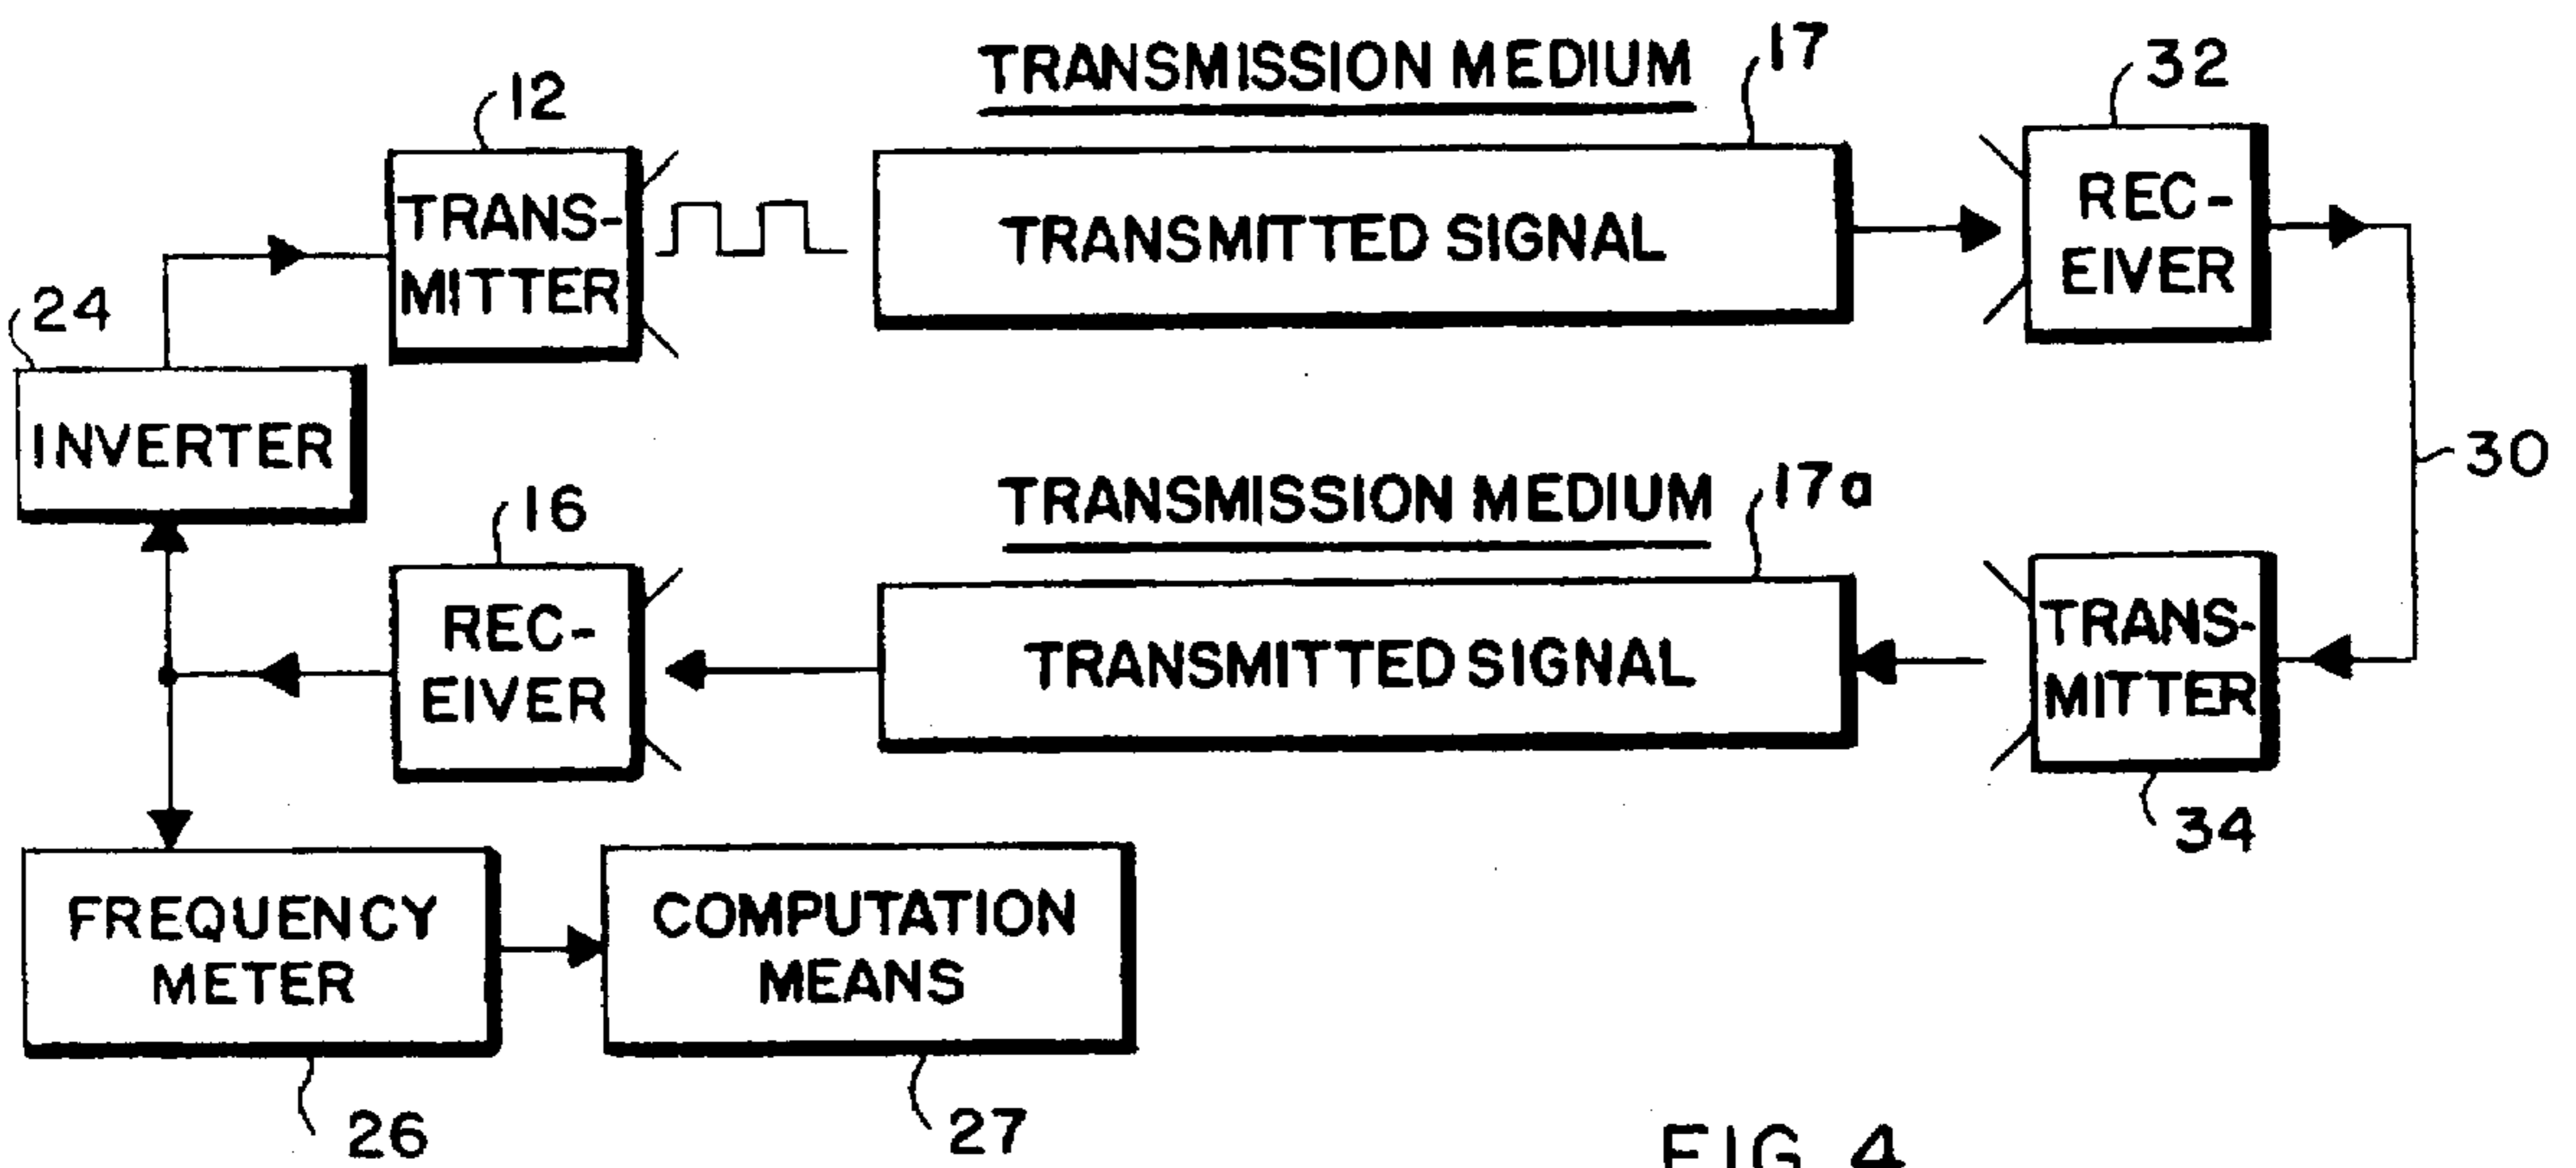 TRANSMISSION MEDIUM
17
32
12
TRANS-
MITTER
TRANSMITTED SIGNAL
REC-
EIVER
24
INVERTER
30
TRANSMISSION MEDIUM
17a
16
REC-
EIVER
TRANSMITTED SIGNAL
TRANS-
MITTER
34
FREQUENCY
METER
COMPUTATION
MEANS
26
27
FIG. 4